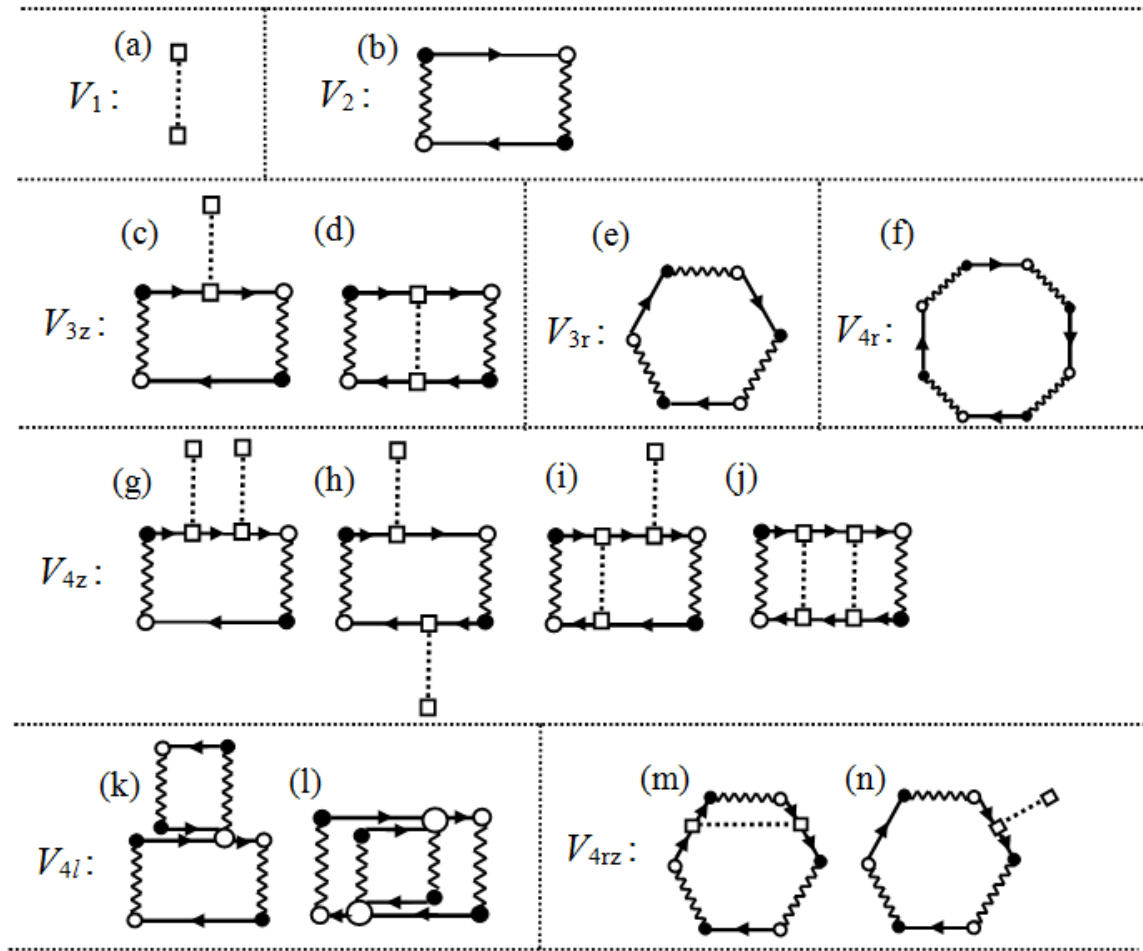 (a) (b)
V1: V2:
(c) (d) (e) (f)
V3z: V3r: V4r:
(g) (h) (i) (j)
V4z:
(k) (l) (m) (n)
V4l: V4rz: